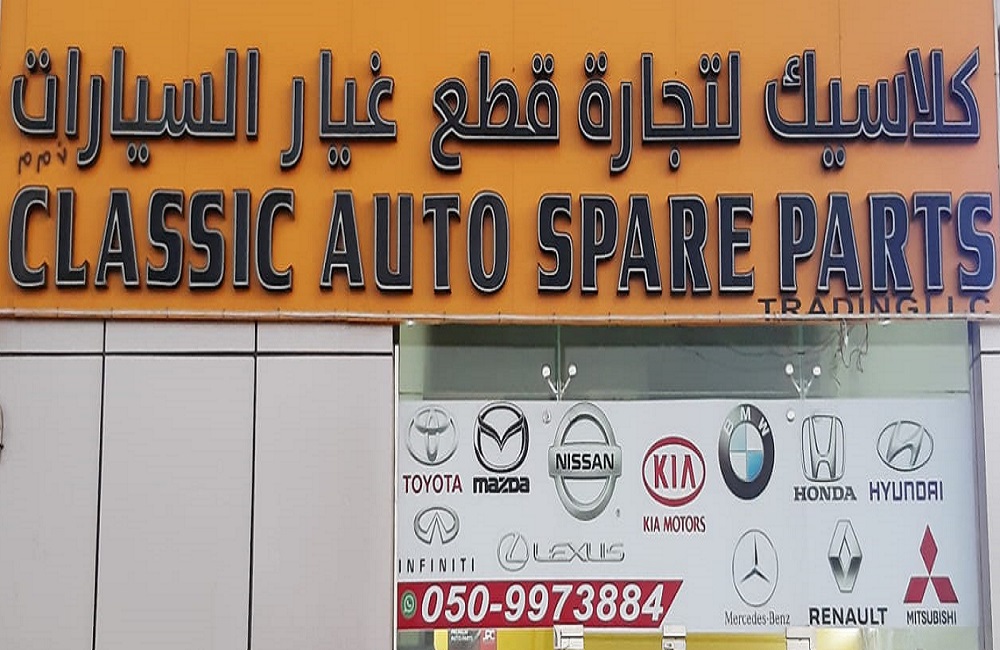 كلاسيك لتجارة قطع غيار السيارات
ذ.م.م
CLASSIC AUTO SPARE PARTS
TRADING LLC
TOYOTA mazda NISSAN KIA BMW HONDA HYUNDAI
KIA MOTORS
INFINITI LEXUS Mercedes-Benz RENAULT MITSUBISHI
050-9973884